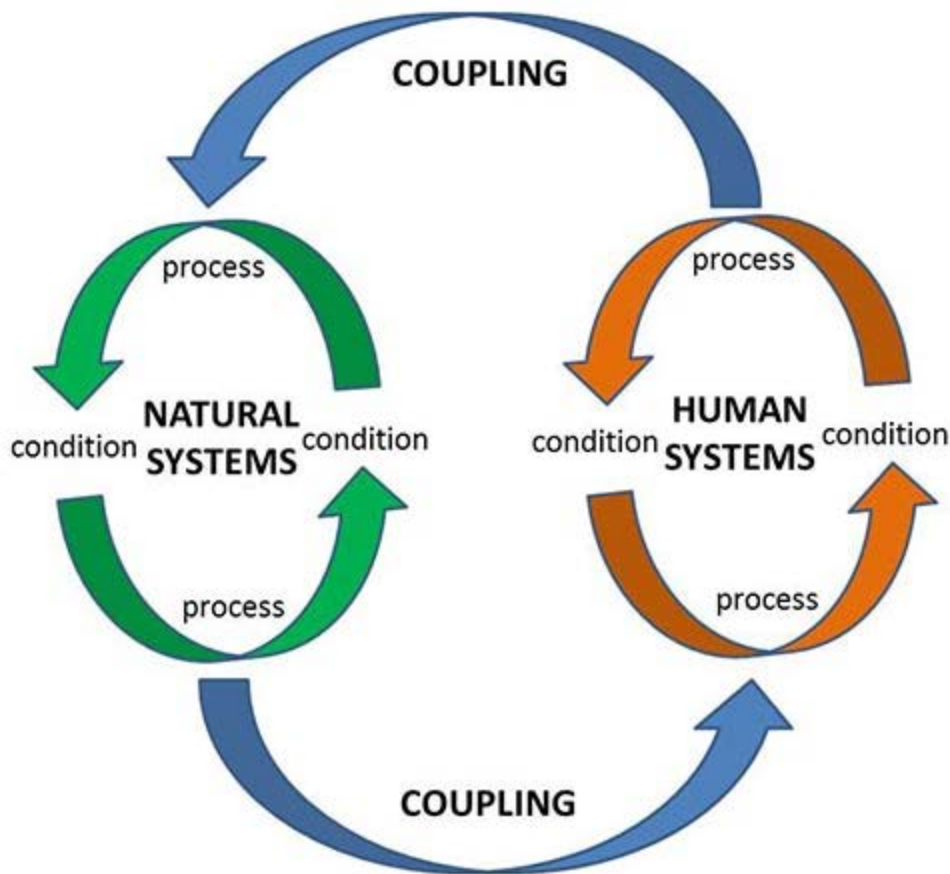 COUPLING
process
process
NATURAL
SYSTEMS
condition
condition
HUMAN
SYSTEMS
condition
condition
process
process
COUPLING